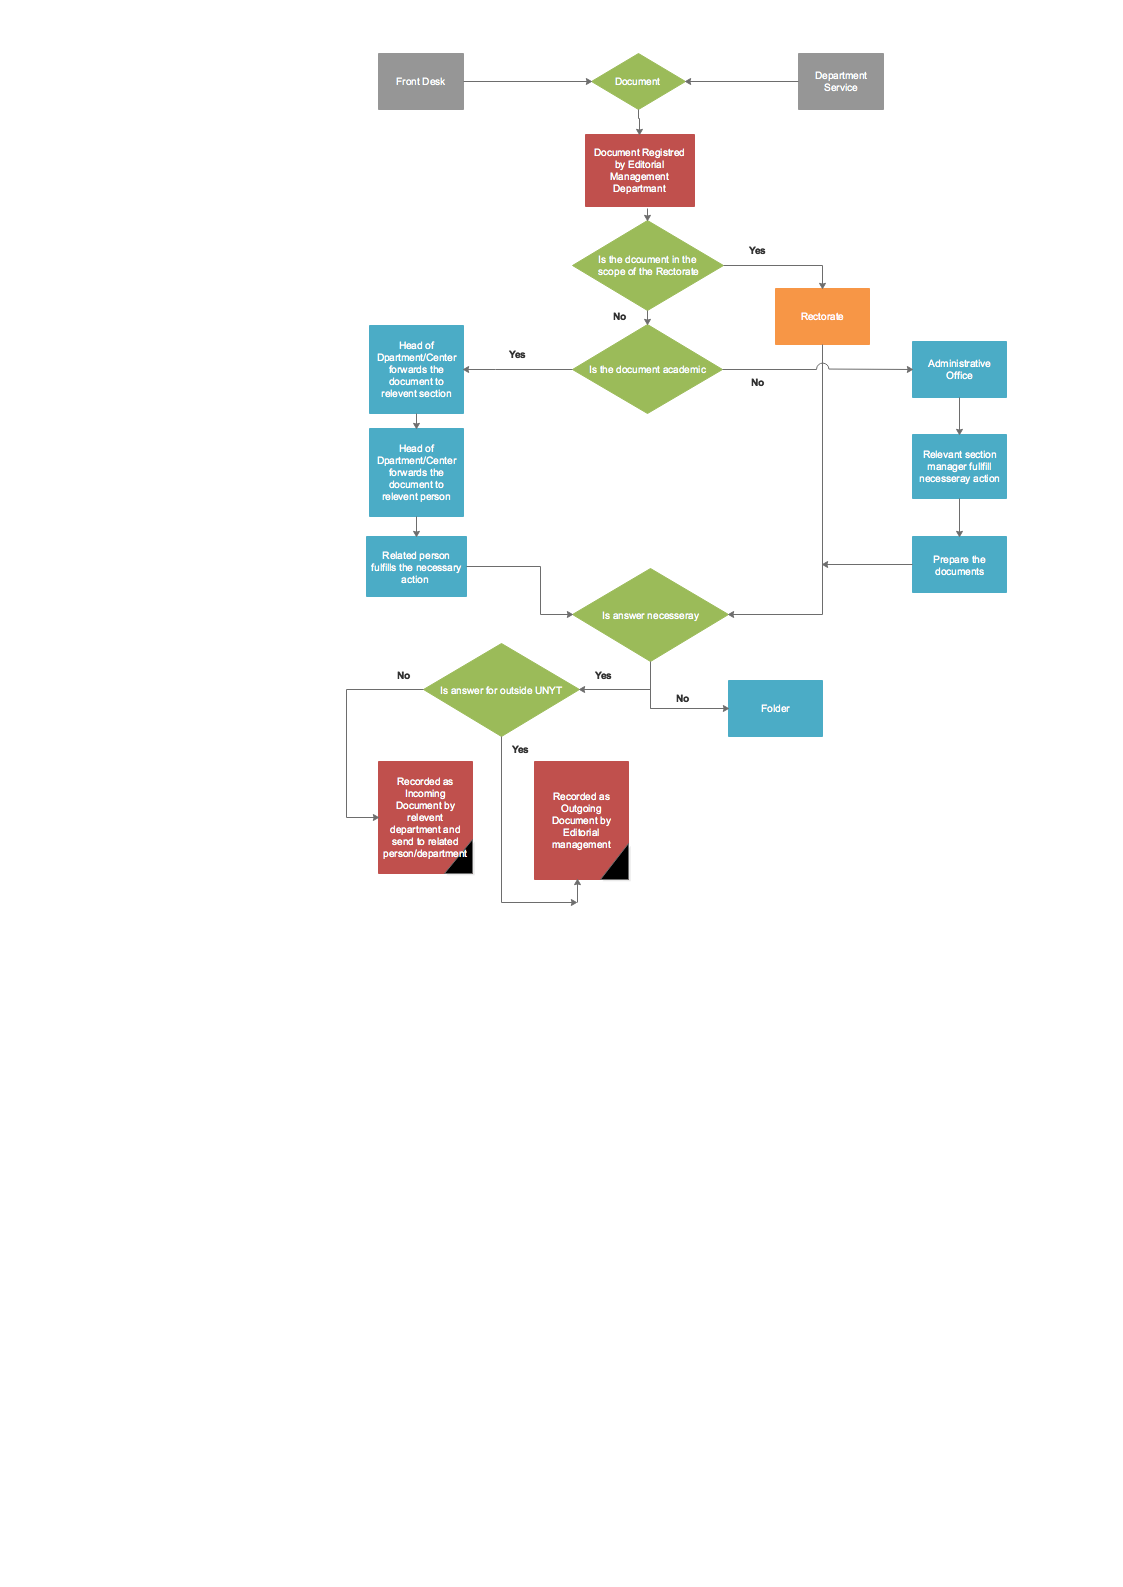 Front Desk
Document
Department
Service
Document Registred
by Editorial
Management
Departmant
Is the dcoument in the
scope of the Rectorate
Yes
Rectorate
No
Is the document academic
Yes
No
Head of
Dpartment/Center
forwards the
document to
relevent section
Administrative
Office
Head of
Dpartment/Center
forwards the
document to
relevent person
Relevant section
manager fullfill
necesseray action
Related person
fulfills the necessary
action
Prepare the
documents
Is answer necesseray
Yes
No
Folder
Is answer for outside UNYT
No
Yes
Recorded as
Incoming
Document by
relevent
department and
send to related
person/department
Recorded as
Outgoing
Document by
Editorial
management